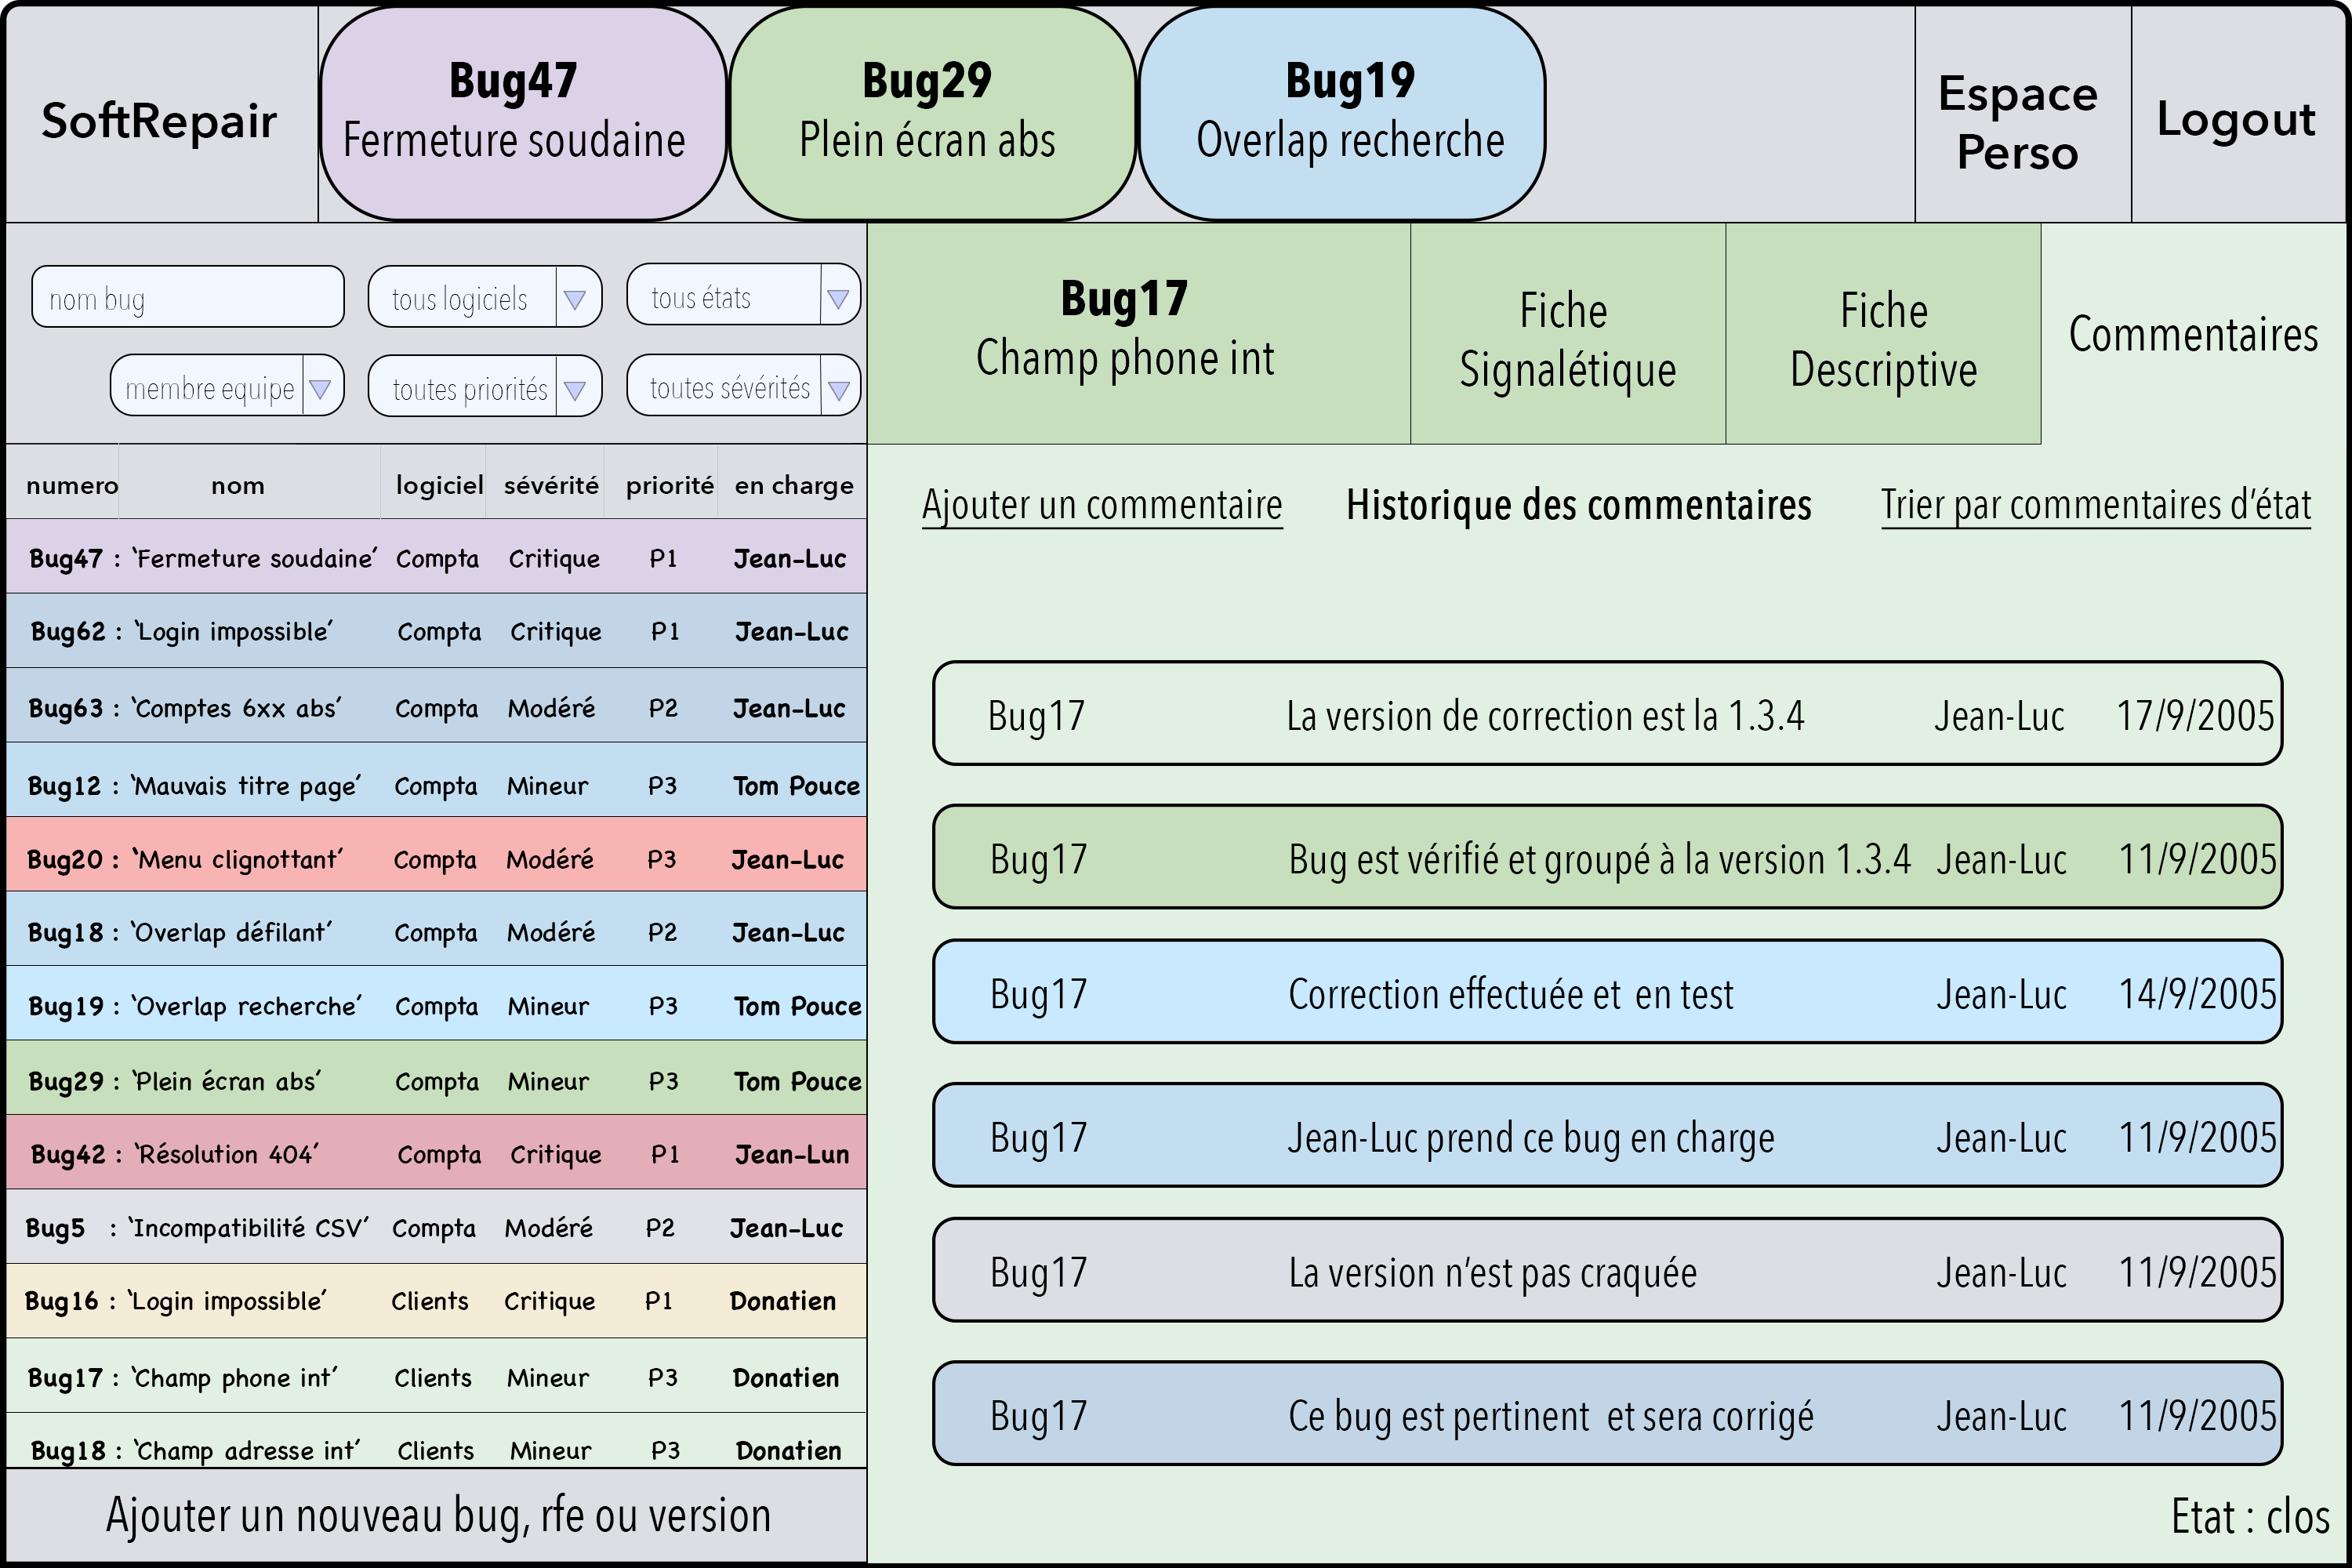 SoftRepair
Bug47
Fermeture soudaine
Bug29
Plein écran abs
Bug19
Overlap recherche
Espace
Perso
Logout
nom bug
tous logiciels
tous états
membre equipe
toutes priorités
toutes sévérités
numero nom logiciel sévérité priorité en charge
Bug47 : ‘Fermeture soudaine’ Compta Critique P1 Jean-Luc
Bug62 : ‘Login impossible’ Compta Critique P1 Jean-Luc
Bug63 : ‘Comptes 6xx abs’ Compta Modéré P2 Jean-Luc
Bug12 : ‘Mauvais titre page’ Compta Mineur P3 Tom Pouce
Bug20 : ‘Menu clignottant’ Compta Modéré P3 Jean-Luc
Bug18 : ‘Overlap défilant’ Compta Modéré P2 Jean-Luc
Bug19 : ‘Overlap recherche’ Compta Mineur P3 Tom Pouce
Bug29 : ‘Plein écran abs’ Compta Mineur P3 Tom Pouce
Bug42 : ‘Résolution 404’ Compta Critique P1 Jean-Lun
Bug5 : ‘Incompatibilité CSV’ Compta Modéré P2 Jean-Luc
Bug16 : ‘Login impossible’ Clients Critique P1 Donatien
Bug17 : ‘Champ phone int’ Clients Mineur P3 Donatien
Bug18 : ‘Champ adresse int’ Clients Mineur P3 Donatien
Ajouter un nouveau bug, rfe ou version
Bug17
Champ phone int
Fiche
Signalétique
Fiche
Descriptive
Commentaires
Ajouter un commentaire Historique des commentaires Trier par commentaires d’état
Bug17 La version de correction est la 1.3.4 Jean-Luc 17/9/2005
Bug17 Bug est vérifié et groupé à la version 1.3.4 Jean-Luc 11/9/2005
Bug17 Correction effectuée et en test Jean-Luc 14/9/2005
Bug17 Jean-Luc prend ce bug en charge Jean-Luc 11/9/2005
Bug17 La version n’est pas craquée Jean-Luc 11/9/2005
Bug17 Ce bug est pertinent et sera corrigé Jean-Luc 11/9/2005
Etat : clos